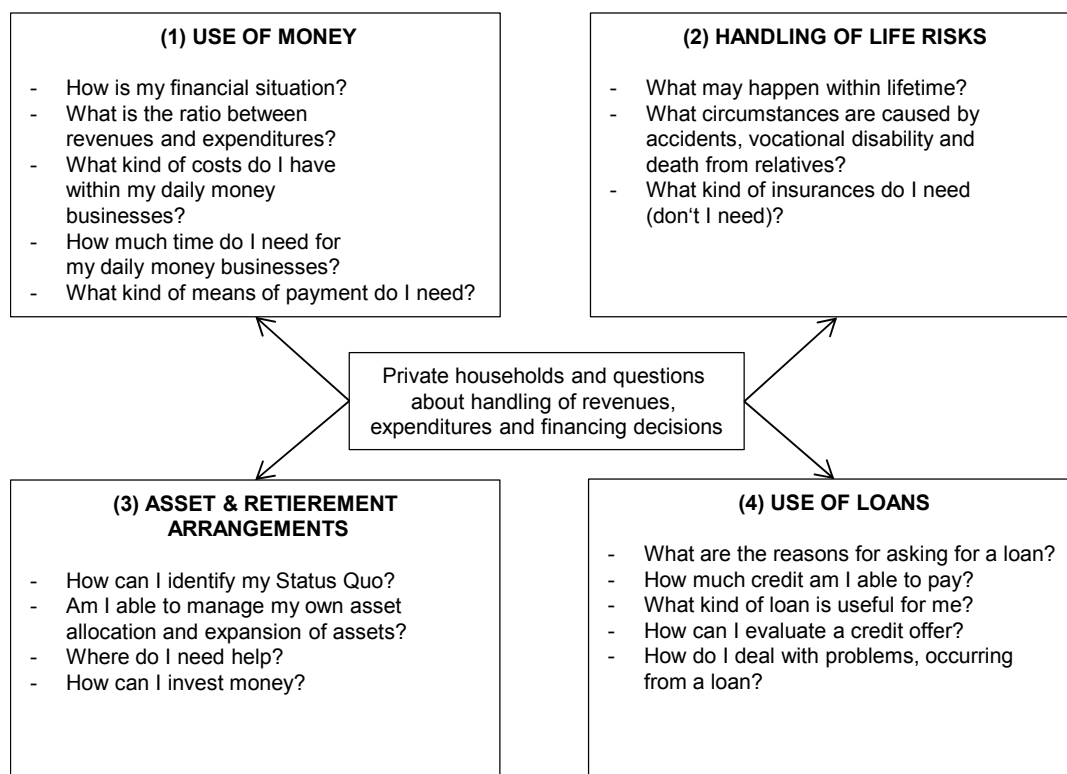 (1) USE OF MONEY
- How is my financial situation?
- What is the ratio between
revenues and expenditures?
- What kind of costs do I have
within my daily money
businesses?
- How much time do I need for
my daily money businesses?
- What kind of means of payment do I need?
(2) HANDLING OF LIFE RISKS
- What may happen within lifetime?
- What circumstances are caused by
accidents, vocational disability and
death from relatives?
- What kind of insurances do I need
(don‘t I need)?
Private households and questions
about handling of revenues,
expenditures and financing decisions
(3) ASSET & RETIEREMENT
ARRANGEMENTS
- How can I identify my Status Quo?
- Am I able to manage my own asset
allocation and expansion of assets?
- Where do I need help?
- How can I invest money?
(4) USE OF LOANS
- What are the reasons for asking for a loan?
- How much credit am I able to pay?
- What kind of loan is useful for me?
- How can I evaluate a credit offer?
- How do I deal with problems, occurring
from a loan?